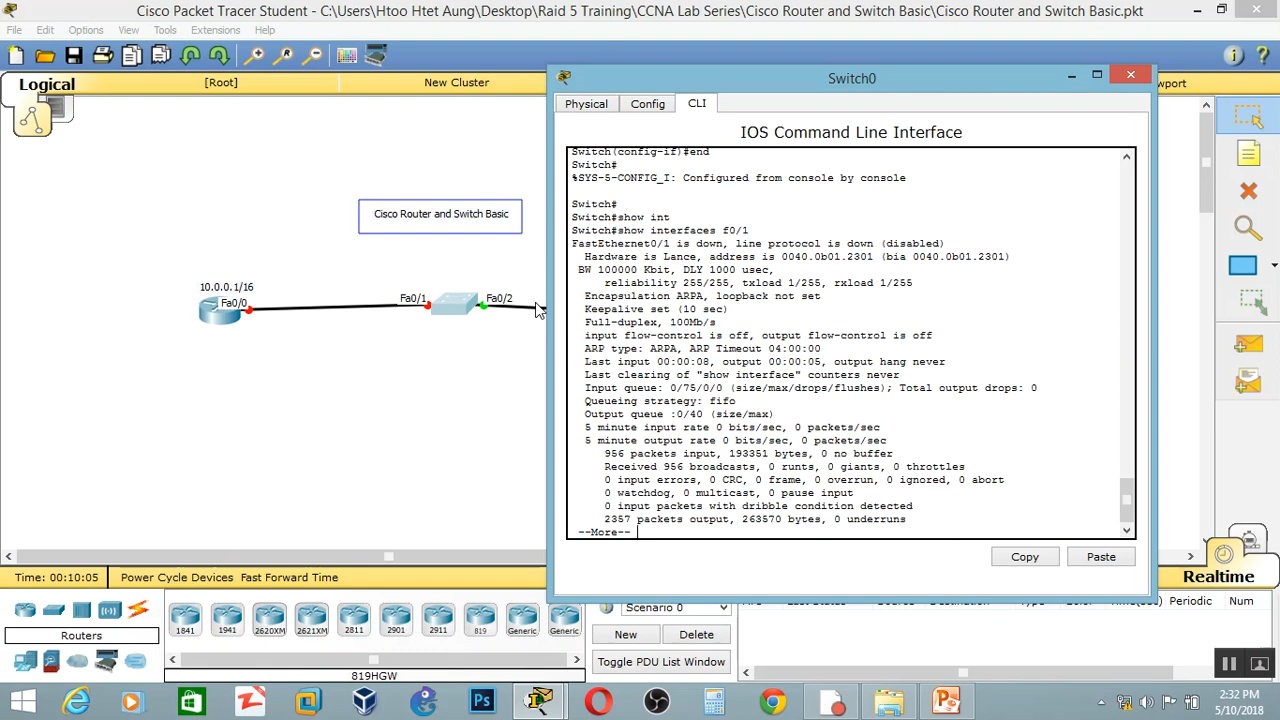 Cisco Packet Tracer Student - C:\Users\Htoo Htet Aung\Desktop\Raid 5 Training\CCNA Lab Series\Cisco Router and Switch Basic\Cisco Router and Switch Basic.pkt
File Edit Options View Tools Extensions Help
Logical [Root] New Cluster
Switch0
Physical Config CLI
IOS Command Line Interface
Switch(config-if)#end
Switch#
%SYS-5-CONFIG_I: Configured from console by console
Switch#
Switch#show int
Switch#show interfaces f0/1
FastEthernet0/1 is down, line protocol is down (disabled)
Hardware is Lance, address is 0040.0b01.2301 (bia 0040.0b01.2301)
BW 100000 Kbit, DLY 1000 usec,
reliability 255/255, txload 1/255, rxload 1/255
Encapsulation ARPA, loopback not set
Keepalive set (10 sec)
Full-duplex, 100Mb/s
input flow-control is off, output flow-control is off
ARP type: ARPA, ARP Timeout 04:00:00
Last input 00:00:08, output 00:00:05, output hang never
Last clearing of "show interface" counters never
Input queue: 0/75/0/0 (size/max/drops/flushes); Total output drops: 0
Queueing strategy: fifo
Output queue :0/40 (size/max)
5 minute input rate 0 bits/sec, 0 packets/sec
5 minute output rate 0 bits/sec, 0 packets/sec
956 packets input, 193351 bytes, 0 no buffer
Received 956 broadcasts, 0 runts, 0 giants, 0 throttles
0 input errors, 0 CRC, 0 frame, 0 overrun, 0 ignored, 0 abort
0 watchdog, 0 multicast, 0 pause input
0 input packets with dribble condition detected
2357 packets output, 263570 bytes, 0 underruns
--More--
Copy Paste
Cisco Router and Switch Basic
10.0.0.1/16
Fa0/0
Fa0/1
Fa0/2
Time: 00:10:05 Power Cycle Devices Fast Forward Time
Realtime
Routers
1841 1941 2620XM 2621XM 2811 2901 2911 819 Generic Generic
819HGW
Scenario 0
New Delete
Toggle PDU List Window
Periodic Num
2:32 PM
5/10/2018